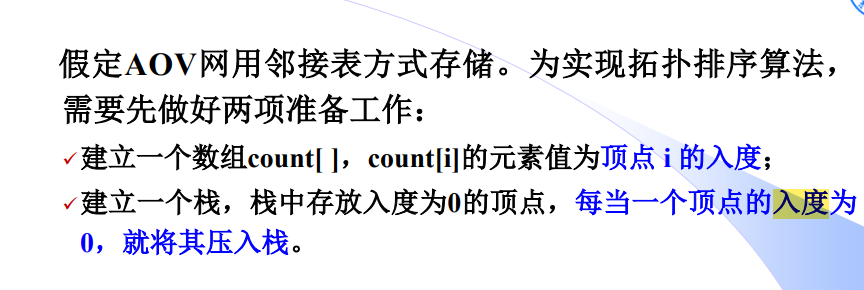 假定AOV网用邻接表方式存储。为实现拓扑排序算法，
需要先做好两项准备工作：
✓建立一个数组count[ ]，count[i]的元素值为顶点 i 的入度；
✓建立一个栈，栈中存放入度为0的顶点，每当一个顶点的入度为
0，就将其压入栈。